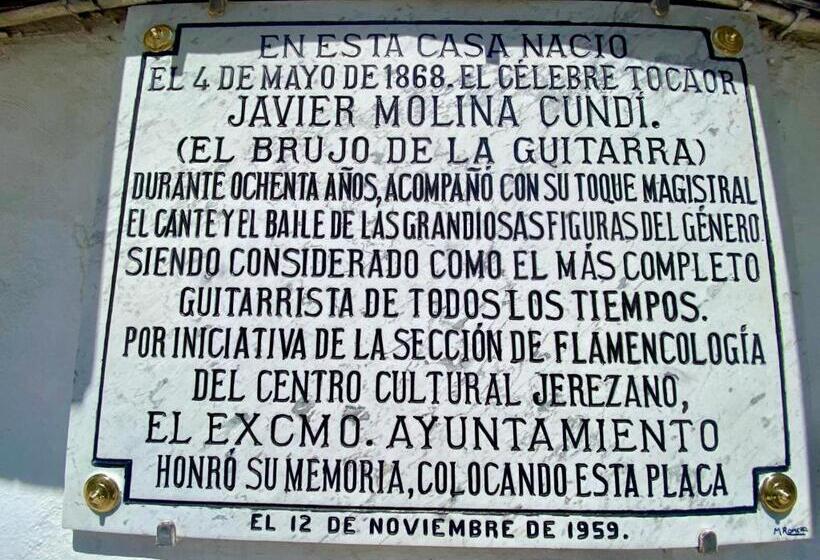 EN ESTA CASA NACIO
EL 4 DE MAYO DE 1868. EL CÉLEBRE TOCAOR
JAVIER MOLINA CUNDÍ.
(EL BRUJO DE LA GUITARRA)
DURANTE OCHENTA AÑOS, ACOMPAÑÓ CON SU TOQUE MAGISTRAL
EL CANTE Y EL BAILE DE LAS GRANDIOSAS FIGURAS DEL GÉNERO.
SIENDO CONSIDERADO COMO EL MÁS COMPLETO
GUITARRISTA DE TODOS LOS TIEMPOS.
POR INICIATIVA DE LA SECCIÓN DE FLAMENCOLOGÍA
DEL CENTRO CULTURAL JEREZANO,
EL EXCMO. AYUNTAMIENTO
HONRÓ SU MEMORIA, COLOCANDO ESTA PLACA
EL 12 DE NOVIEMBRE DE 1959.
M ROMERO